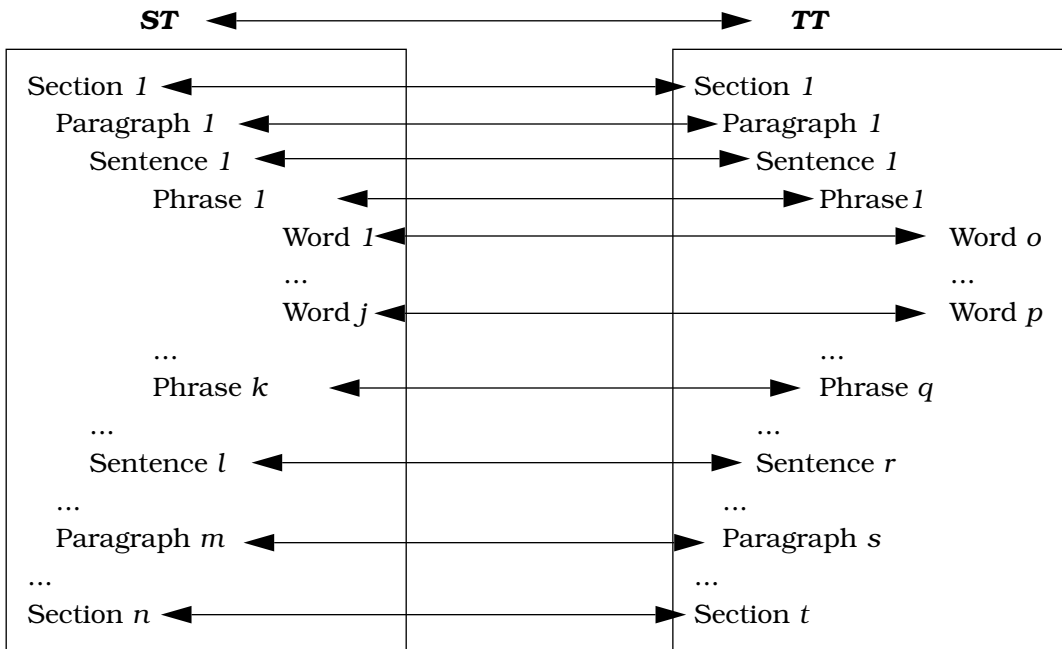 ST TT
Section 1 Section 1
Paragraph 1 Paragraph 1
Sentence 1 Sentence 1
Phrase 1 Phrase1
Word 1 Word o
... ...
Word j Word p
... ...
Phrase k Phrase q
... ...
Sentence l Sentence r
... ...
Paragraph m Paragraph s
... ...
Section n Section t